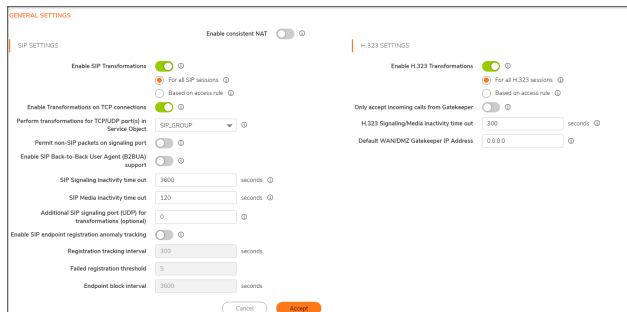 GENERAL SETTINGS
Enable consistent NAT
SIP SETTINGS
Enable SIP Transformations
For all SIP sessions
Based on access rule
Enable Transformations on TCP connections
Perform transformations for TCP/UDP port(s) in
Service Object
SIP_GROUP
Permit non-SIP packets on signaling port
Enable SIP Back-to-Back User Agent (B2BUA)
support
SIP Signaling inactivity time out 3600 seconds
SIP Media inactivity time out 120 seconds
Additional SIP signaling port (UDP) for
transformations (optional)
0
Enable SIP endpoint registration anomaly tracking
Registration tracking interval 300 seconds
Failed registration threshold 5
Endpoint block interval 3600 seconds
H.323 SETTINGS
Enable H.323 Transformations
For all H.323 sessions
Based on access rule
Only accept incoming calls from Gatekeeper
H.323 Signaling/Media inactivity time out 300 seconds
Default WAN/DMZ Gatekeeper IP Address 0.0.0.0
Cancel Accept